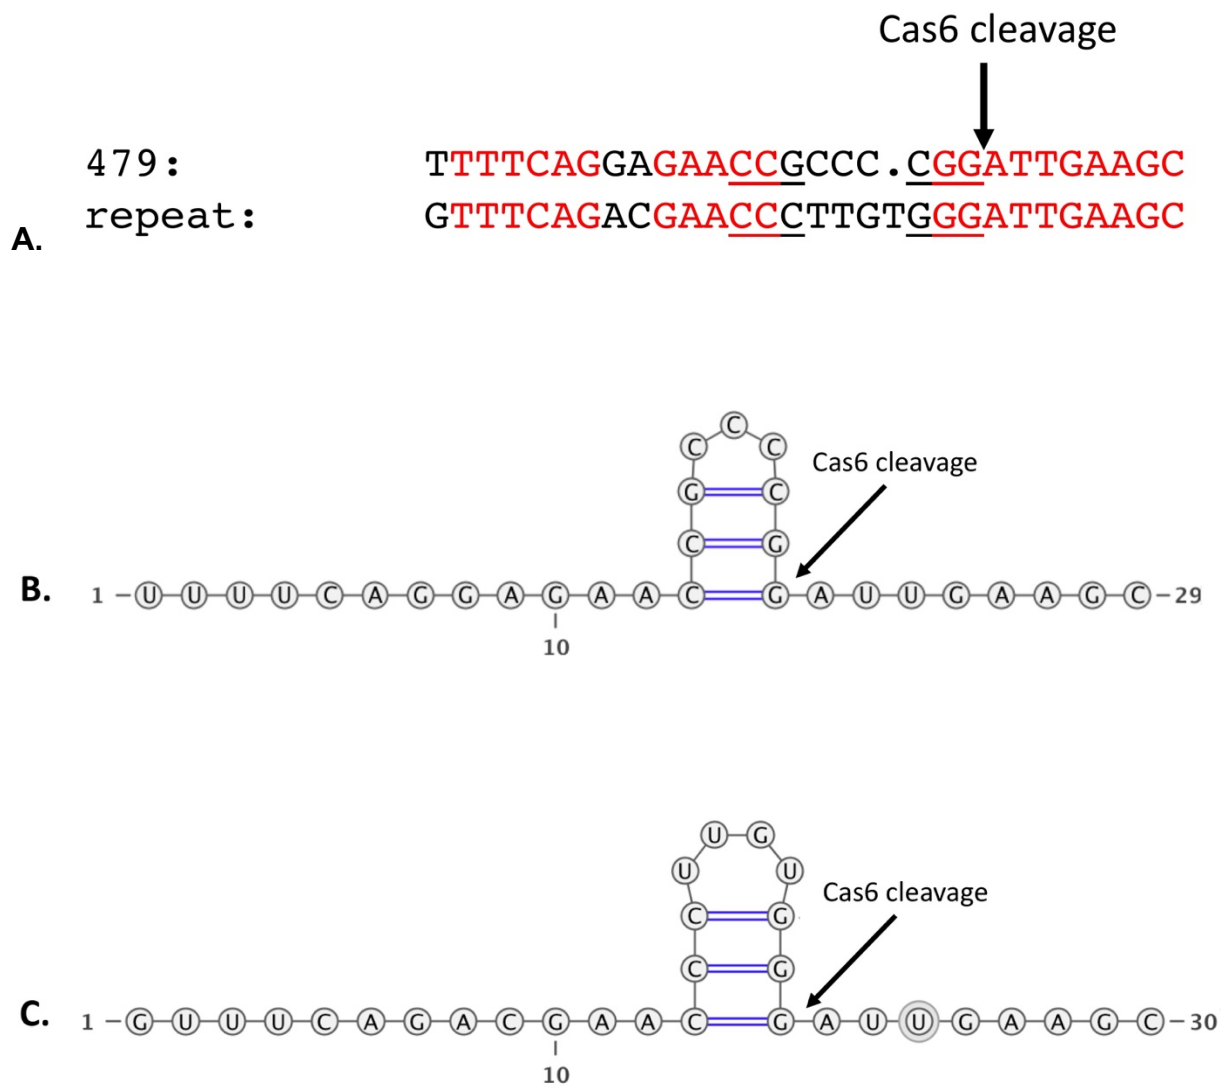 Cas6 cleavage
479: TTTTCAGGAGAACCGCCC.CGGATTGAAGC
repeat: GTTTCAGACGAACCCTTGTGGGATTGAAGC
A.
C
C C
G C
Cas6 cleavage
C G
B. 1 U U U U C A G G A G A A C G A U U G A A G C 29
10
U G
U U
Cas6 cleavage
C G
C G
C. 1 G U U U C A G A C G A A C G A U U G A A G C 30
10